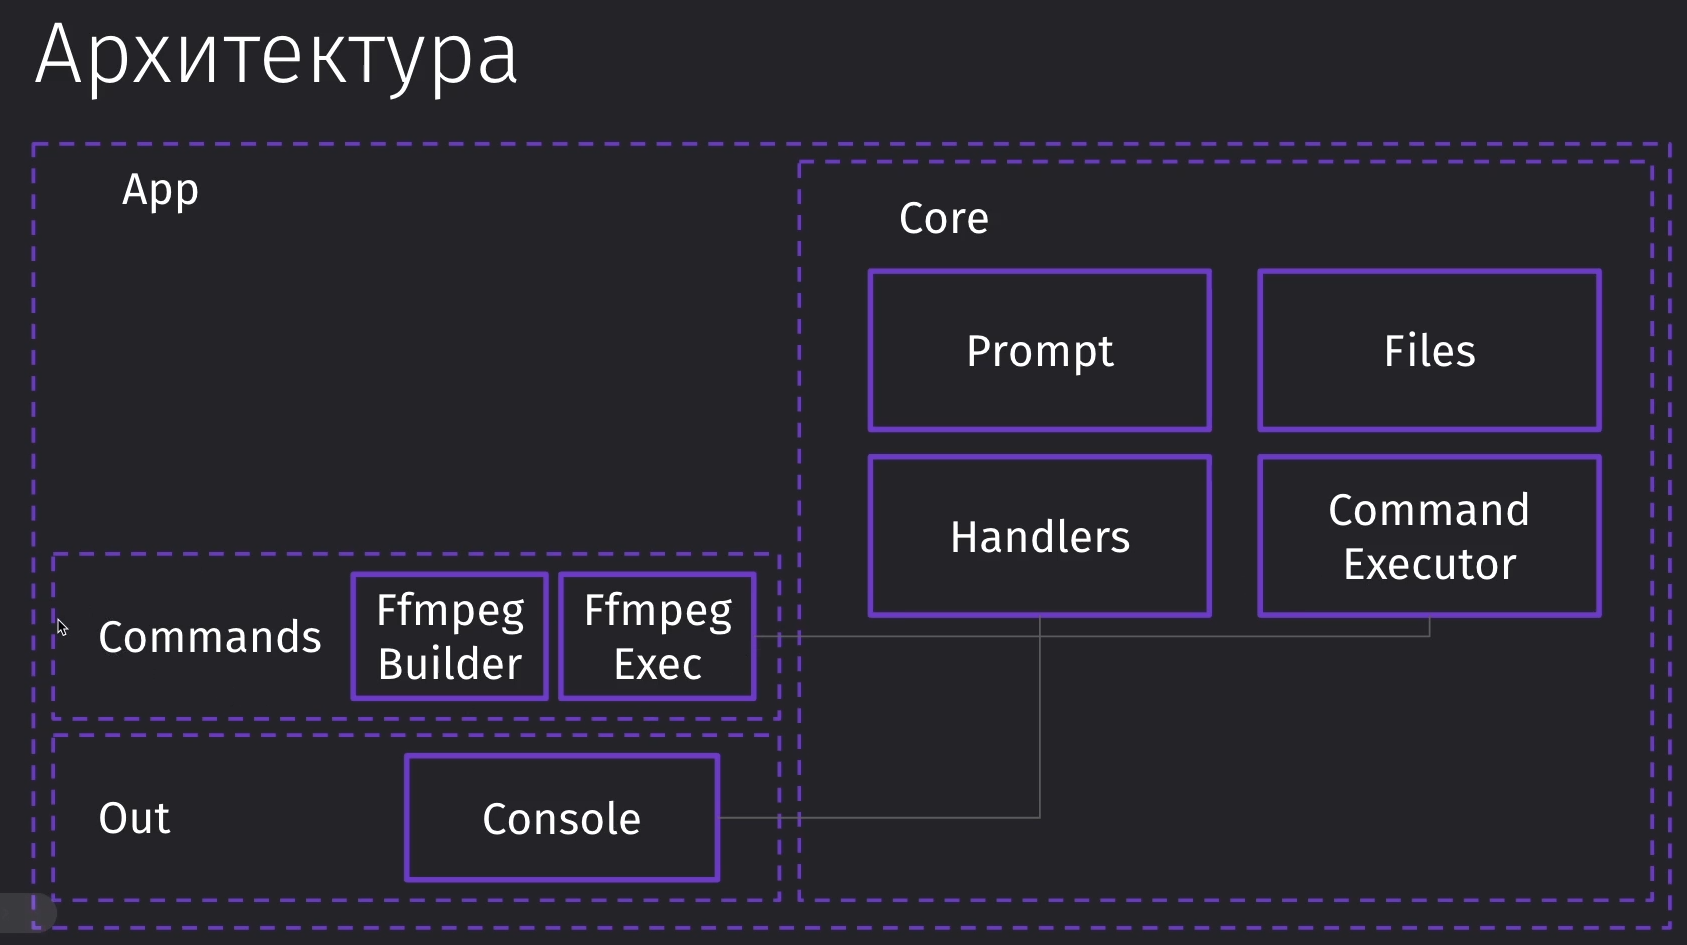 Архитектура
App
Core
Prompt
Files
Handlers
Command
Executor
Commands
Ffmpeg
Builder
Ffmpeg
Exec
Out
Console